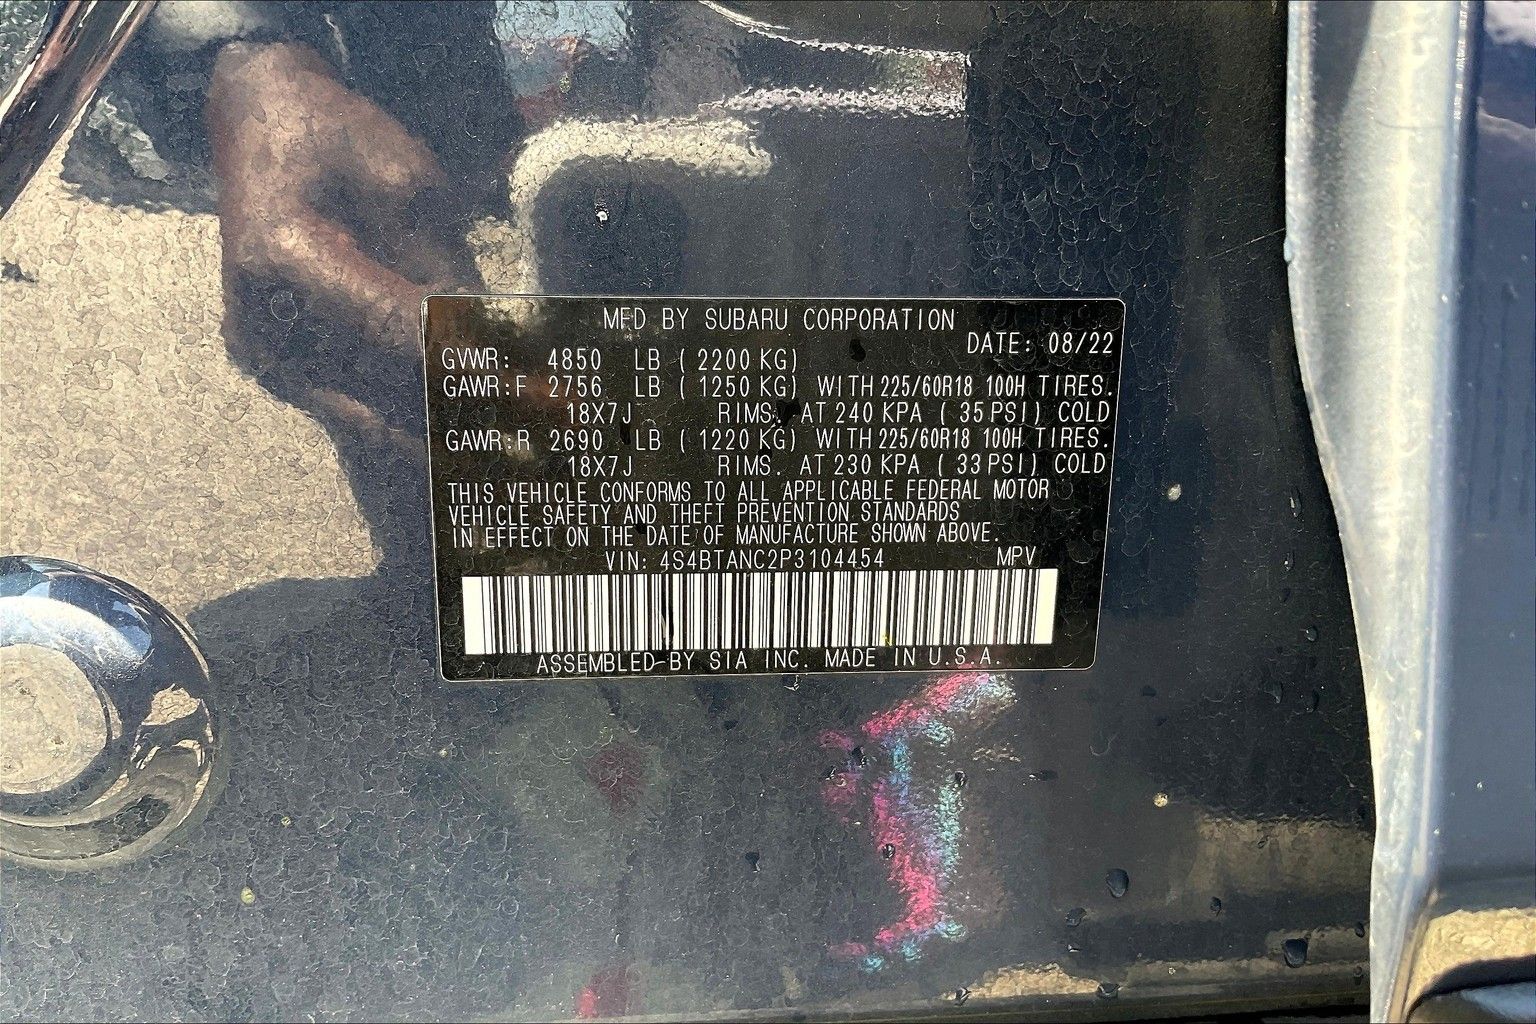 MFD BY SUBARU CORPORATION
DATE: 08/22
GVWR: 4850 LB ( 2200 KG)
GAWR:F 2756 LB ( 1250 KG) WITH 225/60R18 100H TIRES.
18X7J RIMS. AT 240 KPA ( 35 PSI) COLD
GAWR:R 2690 LB ( 1220 KG) WITH 225/60R18 100H TIRES.
18X7J RIMS. AT 230 KPA ( 33 PSI) COLD
THIS VEHICLE CONFORMS TO ALL APPLICABLE FEDERAL MOTOR
VEHICLE SAFETY AND THEFT PREVENTION STANDARDS
IN EFFECT ON THE DATE OF MANUFACTURE SHOWN ABOVE.
VIN: 4S4BTANC2P3104454 MPV
ASSEMBLED BY SIA INC. MADE IN U.S.A.